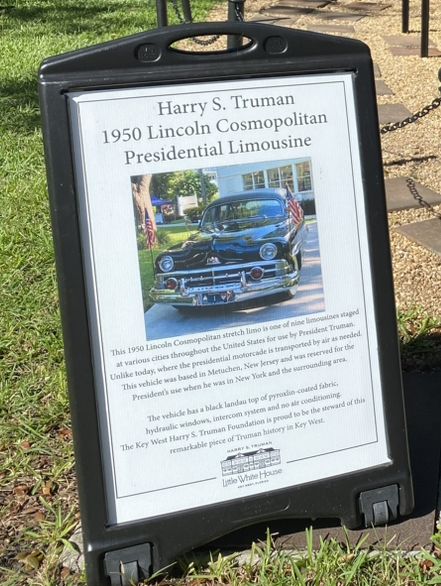 Harry S. Truman
1950 Lincoln Cosmopolitan
Presidential Limousine
This 1950 Lincoln Cosmopolitan stretch limo is one of nine limousines staged
at various cities throughout the United States for use by President Truman.
Unlike today, where the presidential motorcade is transported by air as needed.
This vehicle was based in Metuchen, New Jersey and was reserved for the
President's use when he was in New York and the surrounding area.
The vehicle has a black landau top of pyroxlin-coated fabric,
hydraulic windows, intercom system and no air conditioning.
The Key West Harry S. Truman Foundation is proud to be the steward of this
remarkable piece of Truman history in Key West.
HARRY S. TRUMAN
Little White House
KEY WEST, FLORIDA